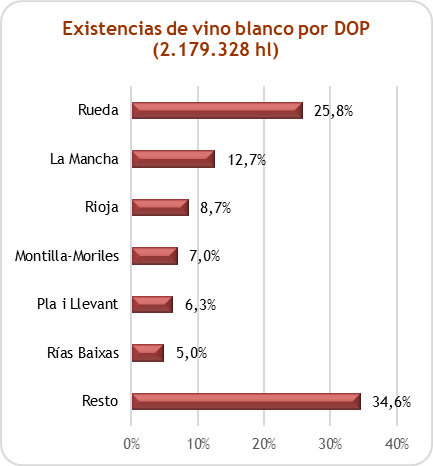 Existencias de vino blanco por DOP
(2.179.328 hl)
Rueda 25,8%
La Mancha 12,7%
Rioja 8,7%
Montilla-Moriles 7,0%
Pla i Llevant 6,3%
Rías Baixas 5,0%
Resto 34,6%
0% 10% 20% 30% 40%